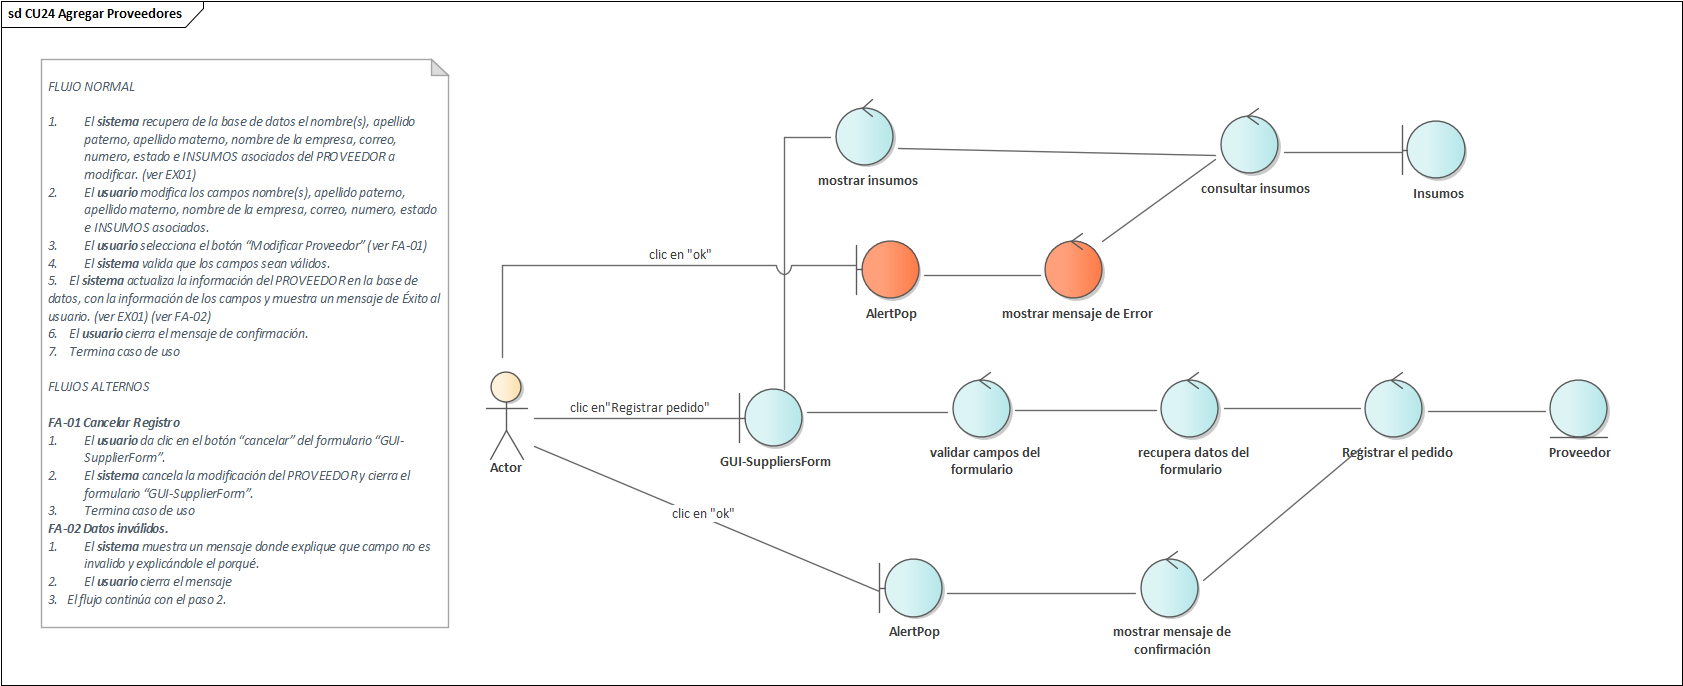 sd CU24 Agregar Proveedores
FLUJO NORMAL
1. El sistema recupera de la base de datos el nombre(s), apellido
paterno, apellido materno, nombre de la empresa, correo,
numero, estado e INSUMOS asociados del PROVEEDOR a
modificar. (ver EX01)
2. El usuario modifica los campos nombre(s), apellido paterno,
apellido materno, nombre de la empresa, correo, numero, estado
e INSUMOS asociados.
3. El usuario selecciona el botón “Modificar Proveedor” (ver FA-01)
4. El sistema valida que los campos sean válidos.
5. El sistema actualiza la información del PROVEEDOR en la base de
datos, con la información de los campos y muestra un mensaje de Éxito al
usuario. (ver EX01) (ver FA-02)
6. El usuario cierra el mensaje de confirmación.
7. Termina caso de uso
FLUJOS ALTERNOS
FA-01 Cancelar Registro
1. El usuario da clic en el botón “cancelar” del formulario “GUI-
SupplierForm”.
2. El sistema cancela la modificación del PROVEEDOR y cierra el
formulario “GUI-SupplierForm”.
3. Termina caso de uso
FA-02 Datos inválidos.
1. El sistema muestra un mensaje donde explique que campo no es
invalido y explicándole el porqué.
2. El usuario cierra el mensaje
3. El flujo continúa con el paso 2.
mostrar insumos
consultar insumos
Insumos
clic en "ok"
AlertPop
mostrar mensaje de Error
Actor
clic en"Registrar pedido"
GUI-SuppliersForm
validar campos del
formulario
recupera datos del
formulario
Registrar el pedido
Proveedor
clic en "ok"
AlertPop
mostrar mensaje de
confirmación